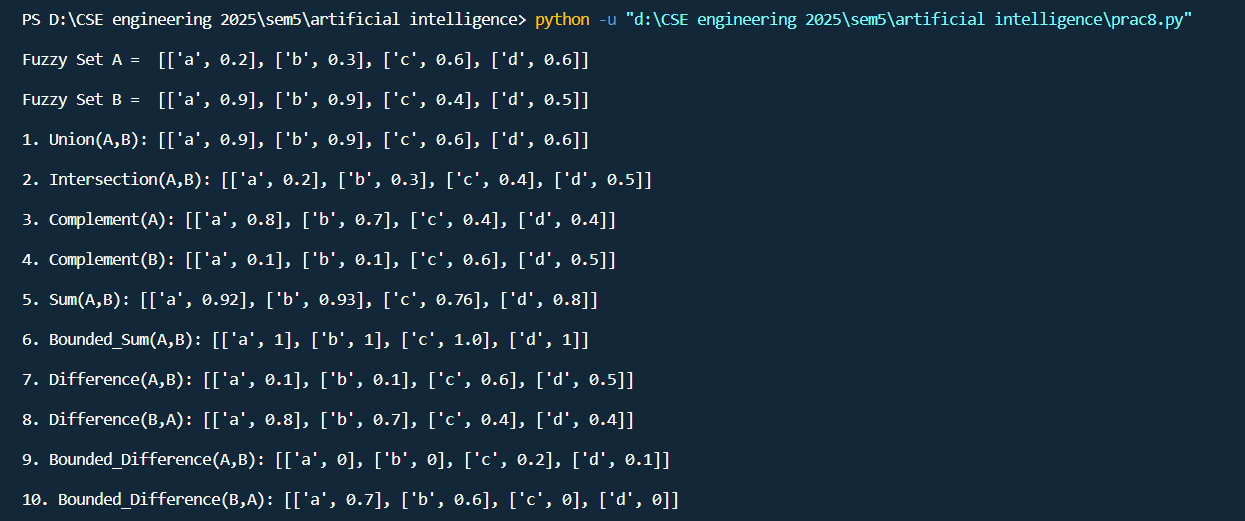 PS D:\CSE engineering 2025\sem5\artificial intelligence> python -u "d:\CSE engineering 2025\sem5\artificial intelligence\prac8.py"
Fuzzy Set A =  [['a', 0.2], ['b', 0.3], ['c', 0.6], ['d', 0.6]]
Fuzzy Set B =  [['a', 0.9], ['b', 0.9], ['c', 0.4], ['d', 0.5]]
1. Union(A,B): [['a', 0.9], ['b', 0.9], ['c', 0.6], ['d', 0.6]]
2. Intersection(A,B): [['a', 0.2], ['b', 0.3], ['c', 0.4], ['d', 0.5]]
3. Complement(A): [['a', 0.8], ['b', 0.7], ['c', 0.4], ['d', 0.4]]
4. Complement(B): [['a', 0.1], ['b', 0.1], ['c', 0.6], ['d', 0.5]]
5. Sum(A,B): [['a', 0.92], ['b', 0.93], ['c', 0.76], ['d', 0.8]]
6. Bounded_Sum(A,B): [['a', 1], ['b', 1], ['c', 1.0], ['d', 1]]
7. Difference(A,B): [['a', 0.1], ['b', 0.1], ['c', 0.6], ['d', 0.5]]
8. Difference(B,A): [['a', 0.8], ['b', 0.7], ['c', 0.4], ['d', 0.4]]
9. Bounded_Difference(A,B): [['a', 0], ['b', 0], ['c', 0.2], ['d', 0.1]]
10. Bounded_Difference(B,A): [['a', 0.7], ['b', 0.6], ['c', 0], ['d', 0]]